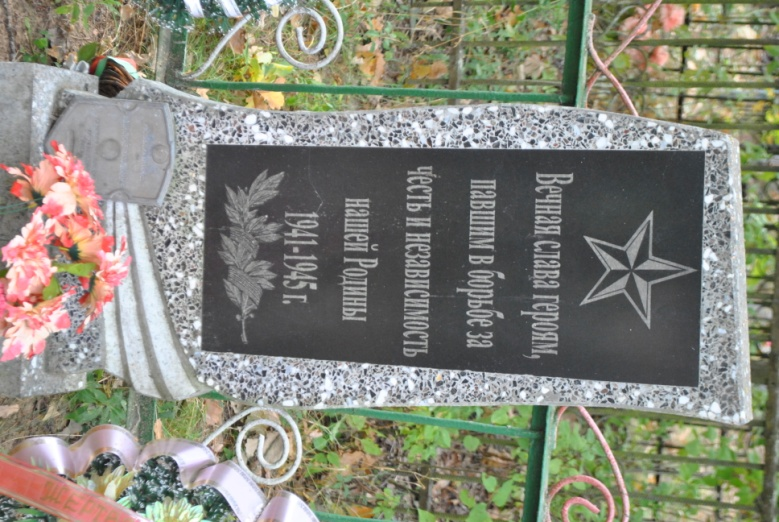 Вечная слава героям,
павшим в борьбе за
честь и независимость
нашей Родины
1941-1945 г.